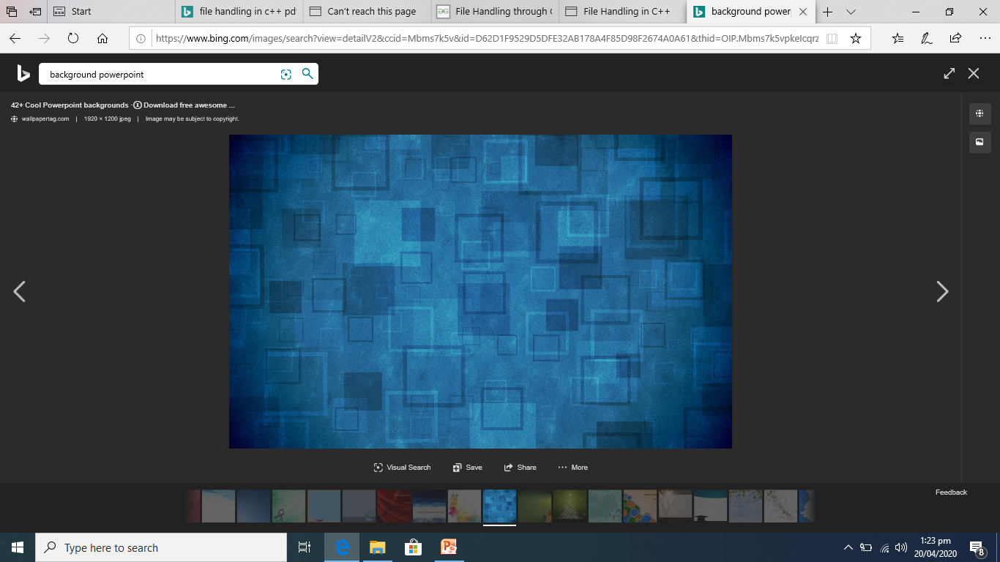 Start
file handling in c++ pd
Can't reach this page
File Handling through C
File Handling in C++
background power
https://www.bing.com/images/search?view=detailV2&ccid=Mbms7k5v&id=D62D1F9529D5DFE32AB178A4F85D98F2674A0A61&thid=OIP.Mbms7k5vpkeIcqrz
background powerpoint
42+ Cool Powerpoint backgrounds · Download free awesome ...
wallpapertag.com | 1920 × 1200 jpeg | Image may be subject to copyright.
Visual Search Save Share More
Feedback
Type here to search
1:23 pm
20/04/2020
8